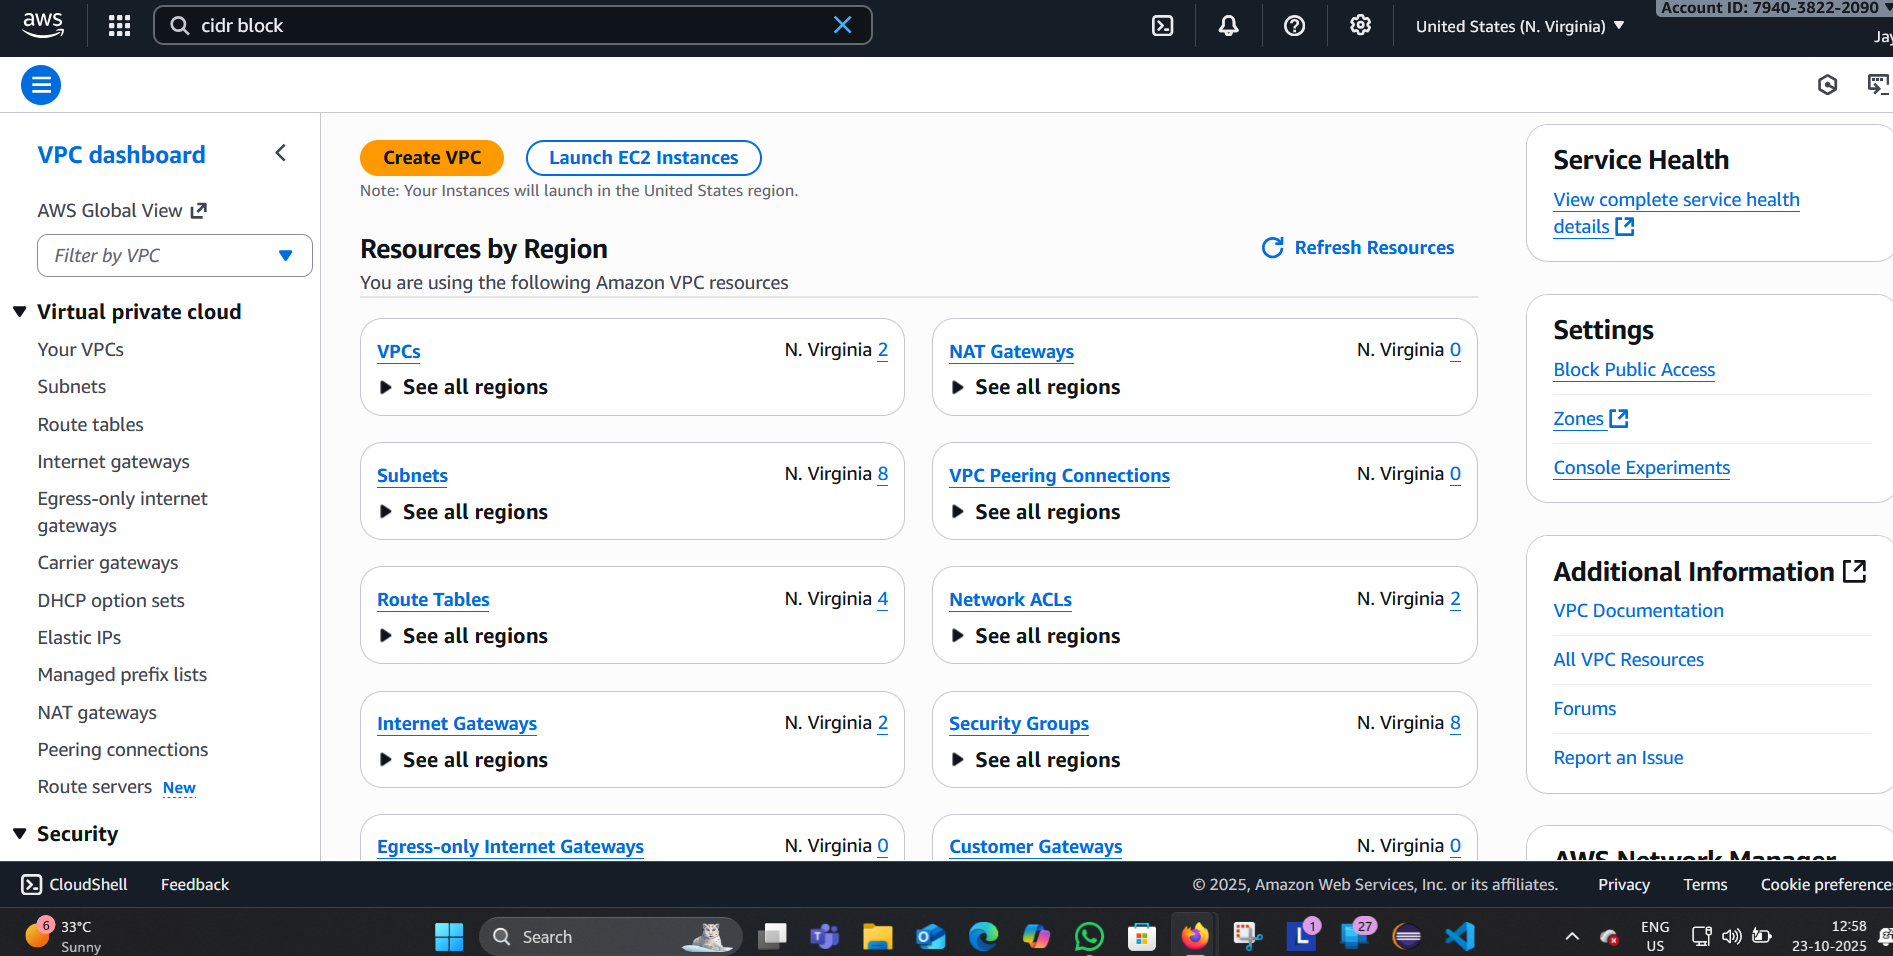 aws
cidr block
United States (N. Virginia)
Account ID: 7940-3822-2090
VPC dashboard
AWS Global View
Filter by VPC
Virtual private cloud
Your VPCs
Subnets
Route tables
Internet gateways
Egress-only internet
gateways
Carrier gateways
DHCP option sets
Elastic IPs
Managed prefix lists
NAT gateways
Peering connections
Route servers New
Security
Create VPC
Launch EC2 Instances
Note: Your Instances will launch in the United States region.
Resources by Region
Refresh Resources
You are using the following Amazon VPC resources
VPCs N. Virginia 2
See all regions
NAT Gateways N. Virginia 0
See all regions
Subnets N. Virginia 8
See all regions
VPC Peering Connections N. Virginia 0
See all regions
Route Tables N. Virginia 4
See all regions
Network ACLs N. Virginia 2
See all regions
Internet Gateways N. Virginia 2
See all regions
Security Groups N. Virginia 8
See all regions
Egress-only Internet Gateways N. Virginia 0
Customer Gateways N. Virginia 0
Service Health
View complete service health
details
Settings
Block Public Access
Zones
Console Experiments
Additional Information
VPC Documentation
All VPC Resources
Forums
Report an Issue
AWS Network Manager
CloudShell
Feedback
© 2025, Amazon Web Services, Inc. or its affiliates.
Privacy
Terms
Cookie preferences
6
33°C
Sunny
Search
1
27
ENG
US
12:58
23-10-2025